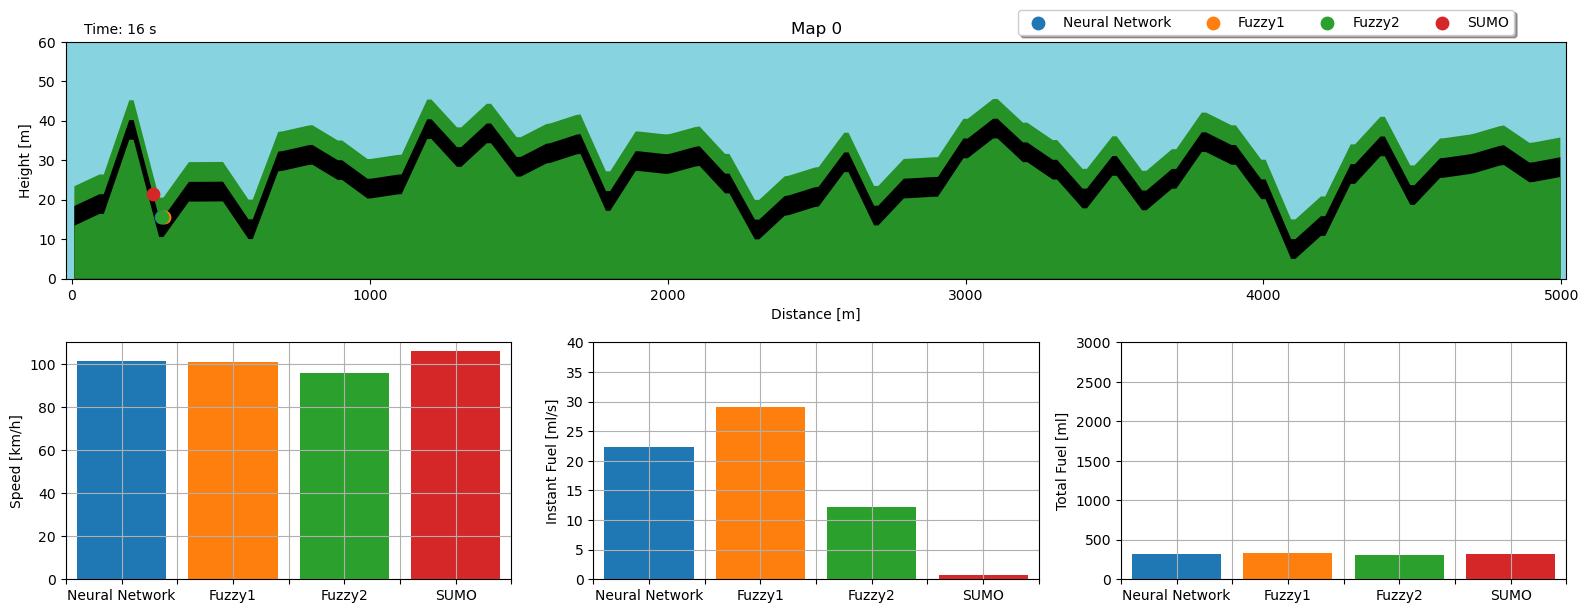 Time: 16 s
Map 0
Neural Network Fuzzy1 Fuzzy2 SUMO
Height [m]
60
50
40
30
20
10
0
0 1000 2000 3000 4000 5000
Distance [m]
Speed [km/h]
100
80
60
40
20
0
Neural Network Fuzzy1 Fuzzy2 SUMO
Instant Fuel [ml/s]
40
35
30
25
20
15
10
5
0
Neural Network Fuzzy1 Fuzzy2 SUMO
Total Fuel [ml]
3000
2500
2000
1500
1000
500
0
Neural Network Fuzzy1 Fuzzy2 SUMO